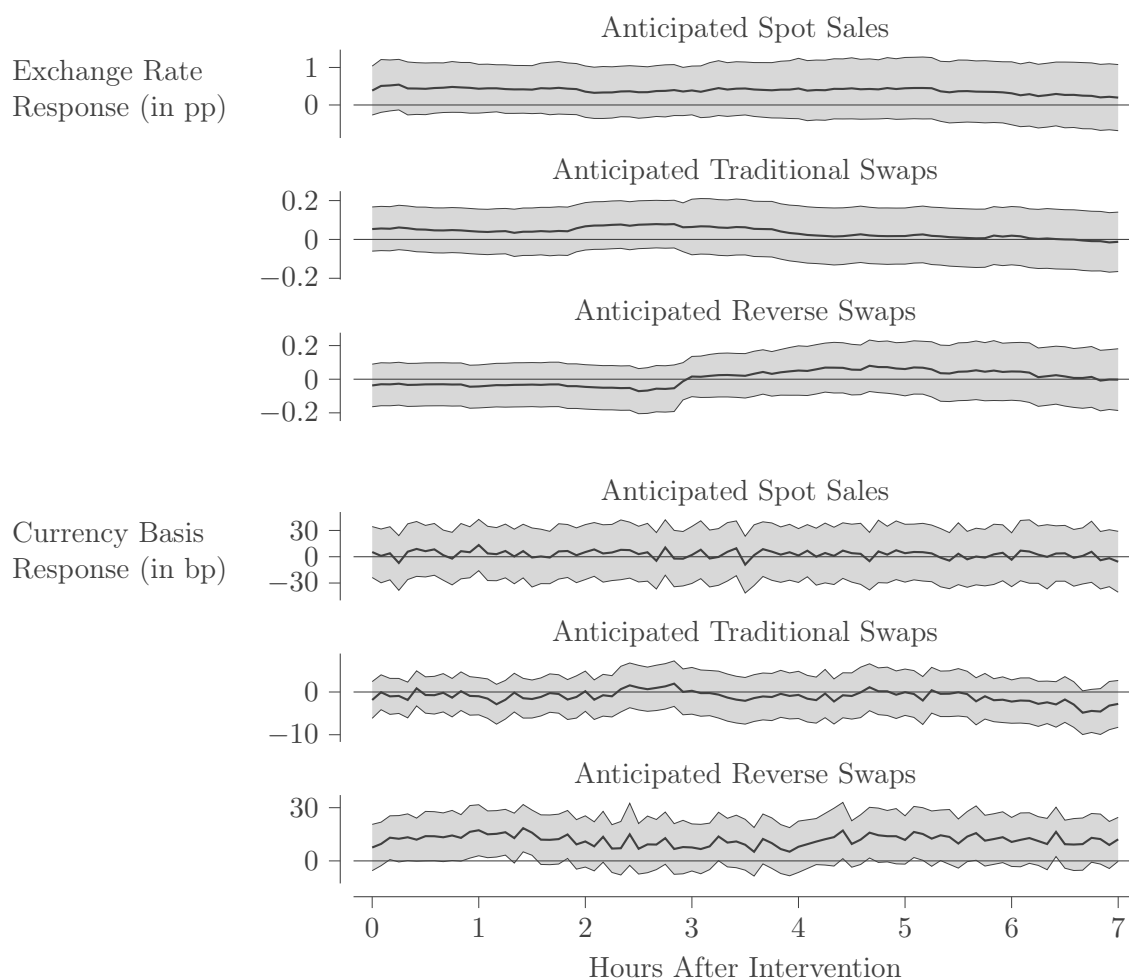 Anticipated Spot Sales
Exchange Rate
Response (in pp)
1
0
Anticipated Traditional Swaps
0.2
0
−0.2
Anticipated Reverse Swaps
0.2
0
−0.2
Anticipated Spot Sales
Currency Basis
Response (in bp)
30
0
−30
Anticipated Traditional Swaps
0
−10
Anticipated Reverse Swaps
30
0
0 1 2 3 4 5 6 7
Hours After Intervention